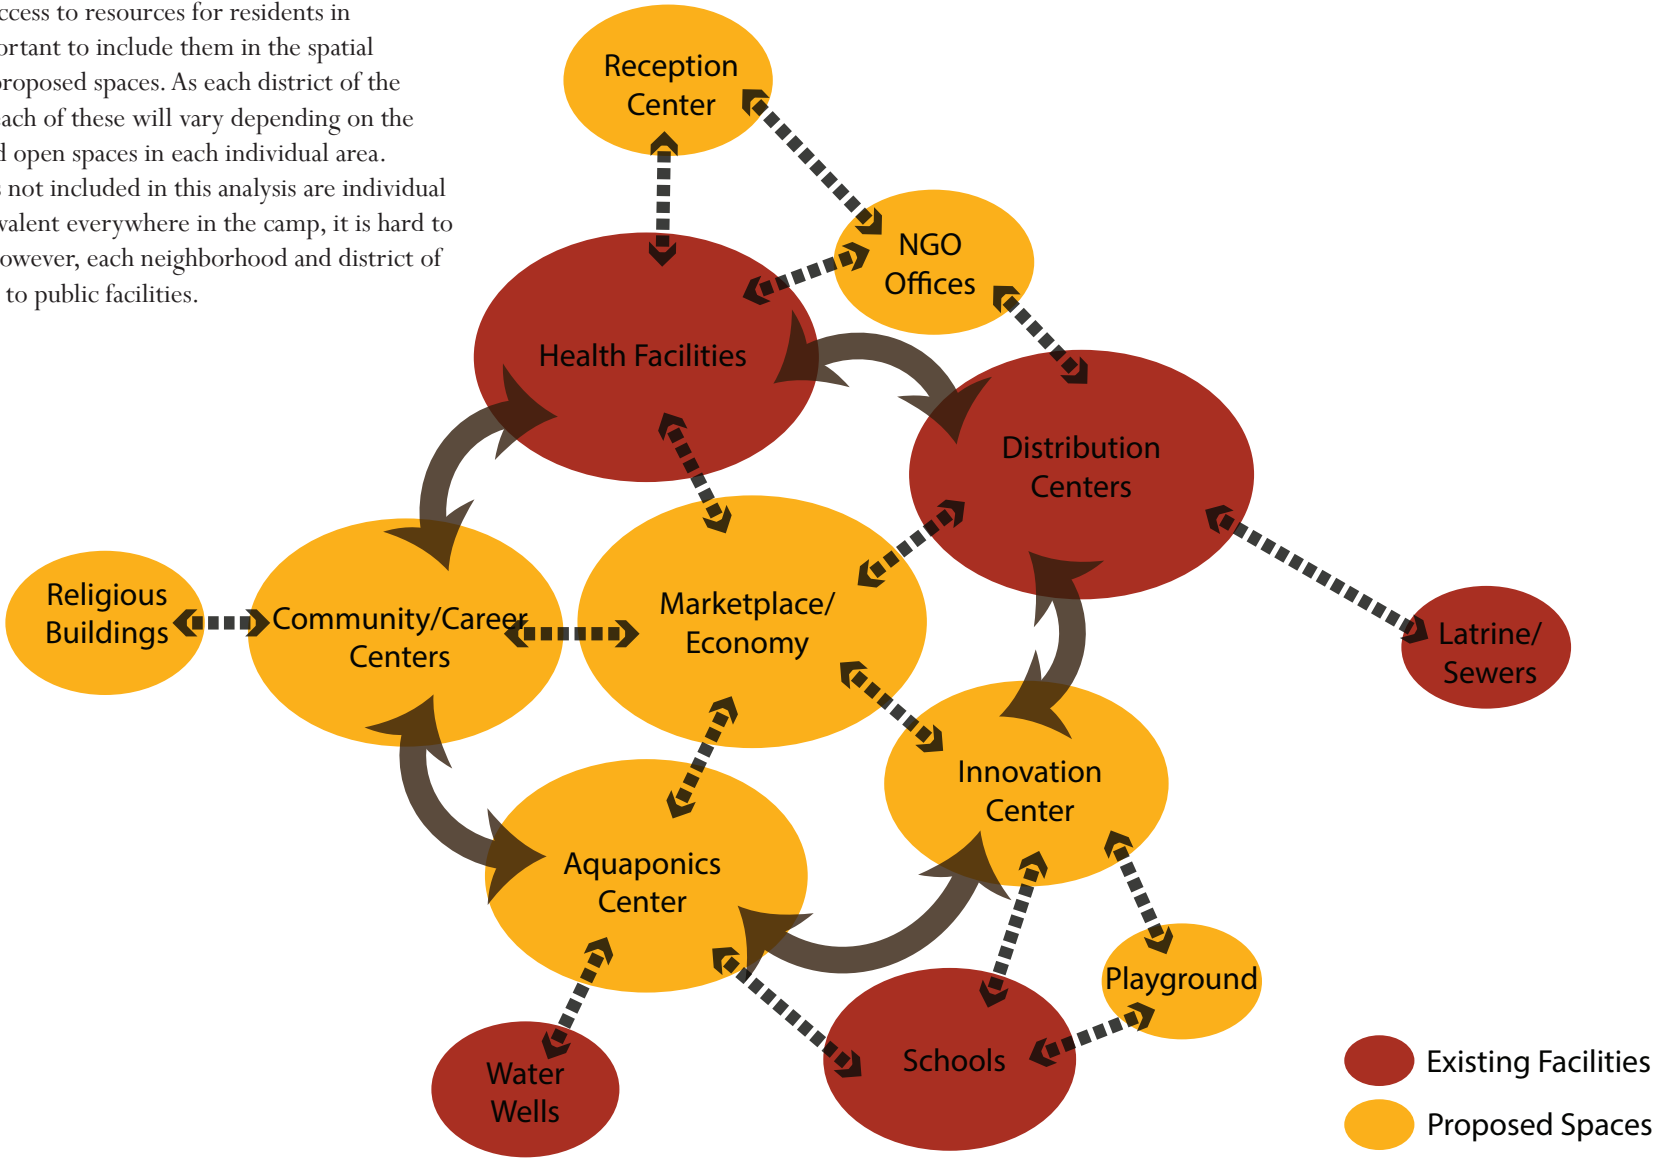 ccess to resources for residents in
ortant to include them in the spatial
proposed spaces. As each district of the
each of these will vary depending on the
d open spaces in each individual area.
s not included in this analysis are individual
valent everywhere in the camp, it is hard to
owever, each neighborhood and district of
to public facilities.
Reception
Center
NGO
Offices
Health Facilities
Distribution
Centers
Religious
Buildings
Community/Career
Centers
Marketplace/
Economy
Latrine/
Sewers
Innovation
Center
Aquaponics
Center
Playground
Schools
Water
Wells
Existing Facilities
Proposed Spaces